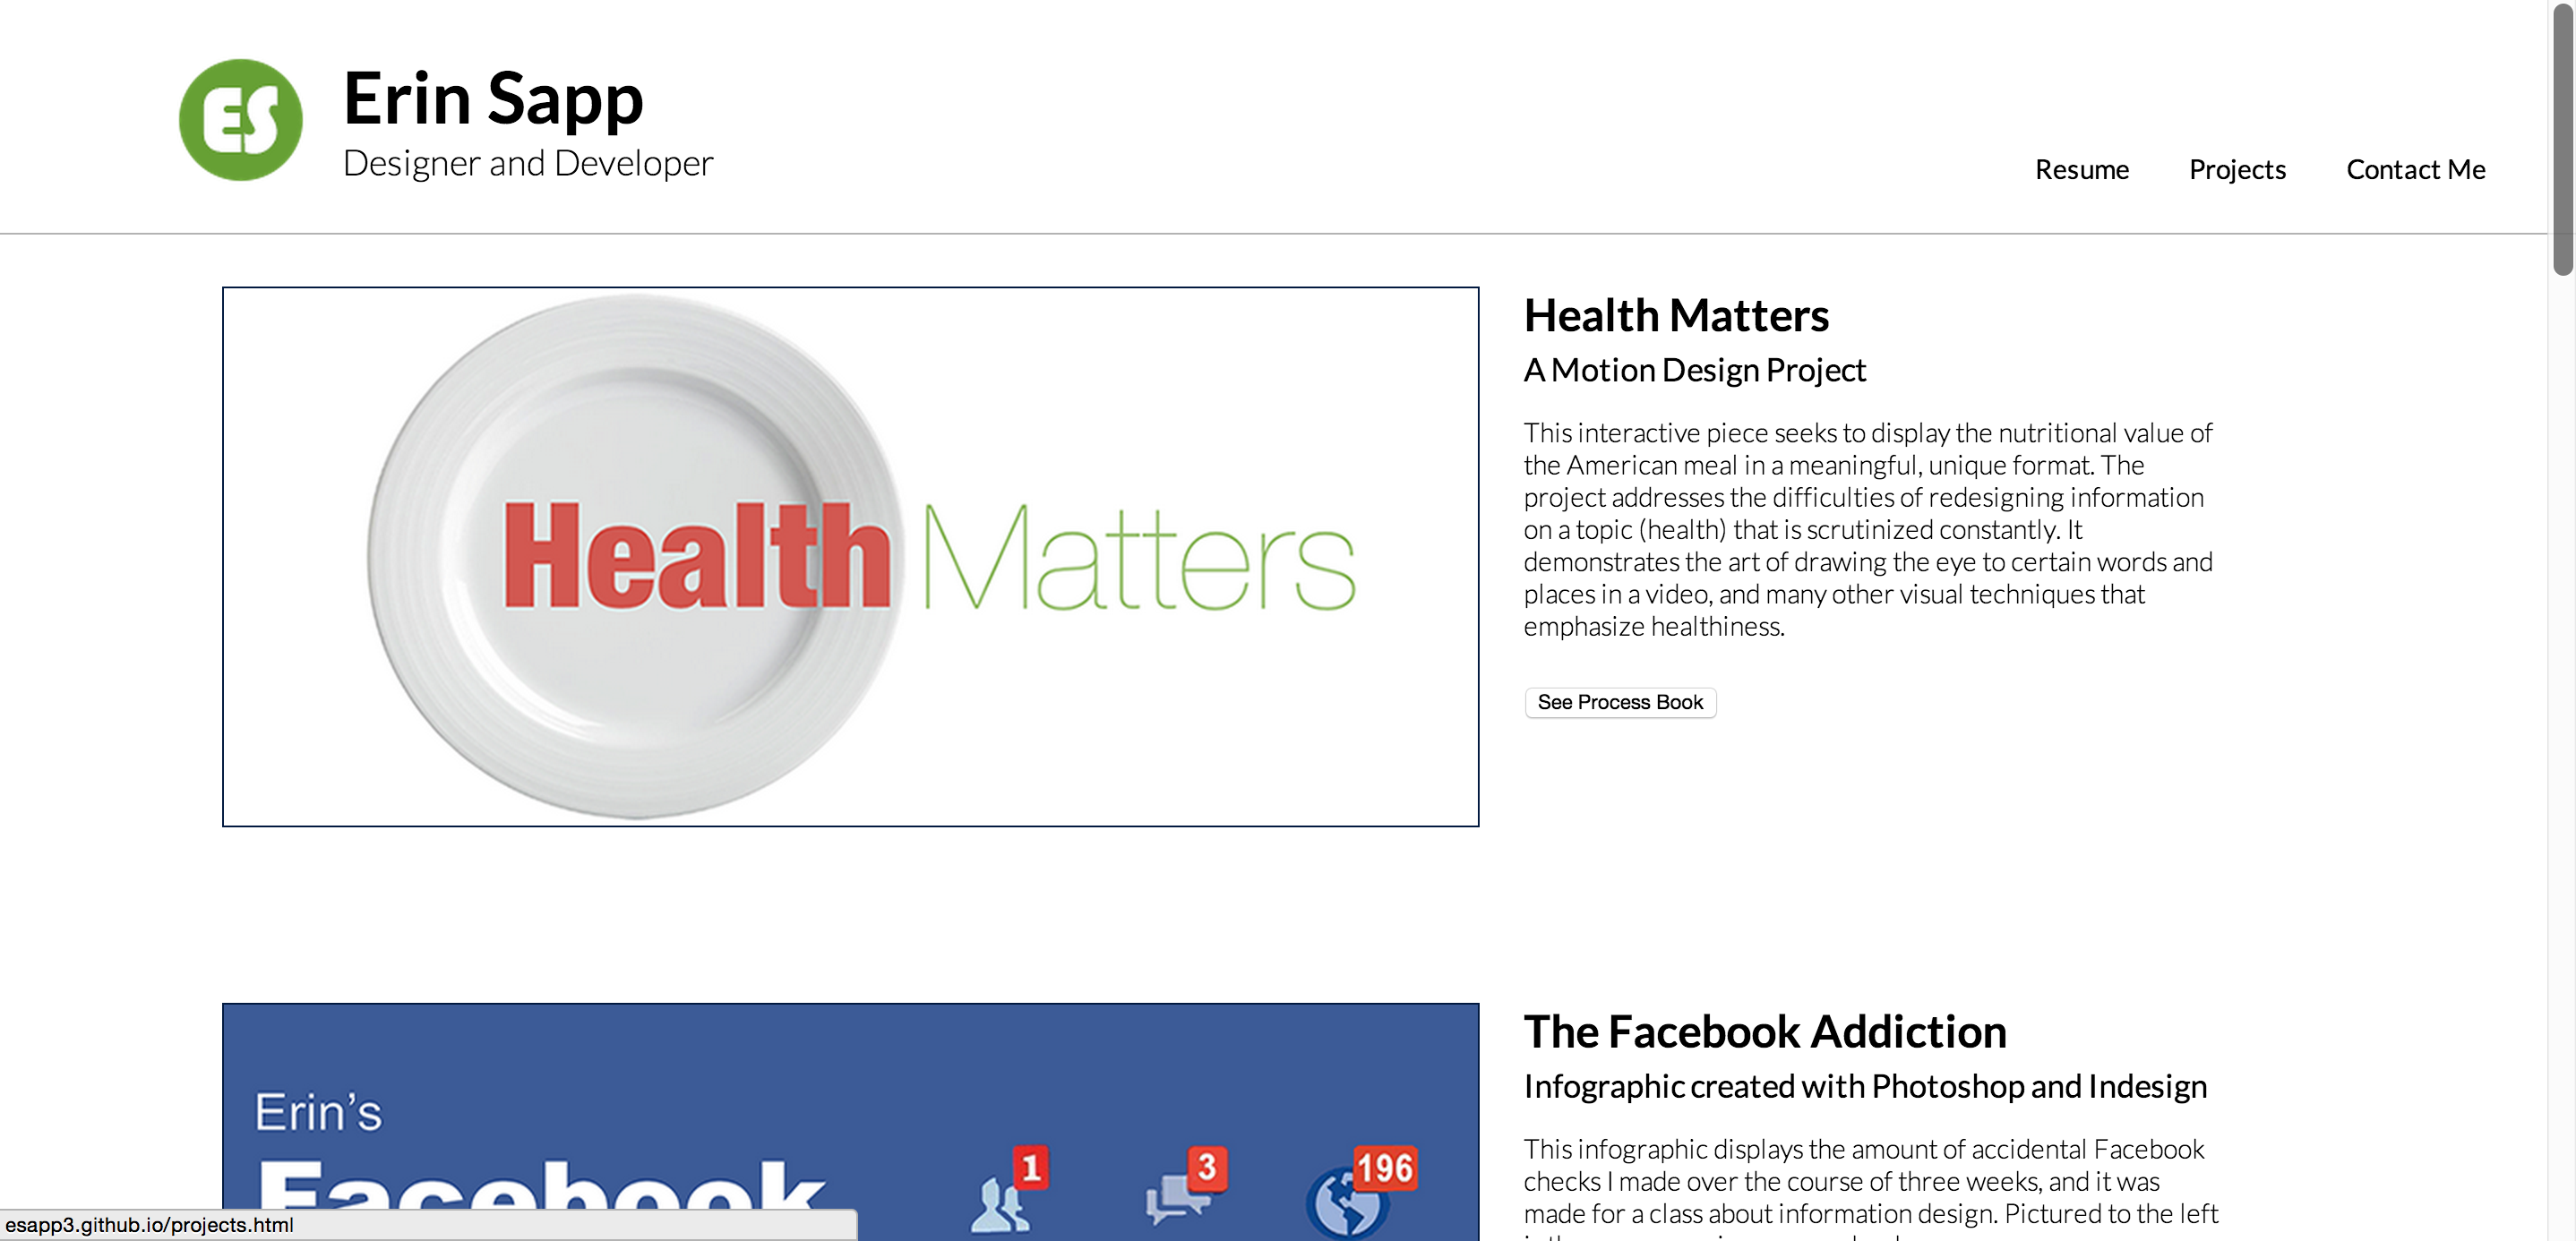 ES
Erin Sapp
Designer and Developer
Resume Projects Contact Me
Health Matters
Health Matters
A Motion Design Project
This interactive piece seeks to display the nutritional value of
the American meal in a meaningful, unique format. The
project addresses the difficulties of redesigning information
on a topic (health) that is scrutinized constantly. It
demonstrates the art of drawing the eye to certain words and
places in a video, and many other visual techniques that
emphasize healthiness.
See Process Book
Erin's
Facebook
1 3 196
The Facebook Addiction
Infographic created with Photoshop and Indesign
This infographic displays the amount of accidental Facebook
checks I made over the course of three weeks, and it was
made for a class about information design. Pictured to the left
esapp3.github.io/projects.html